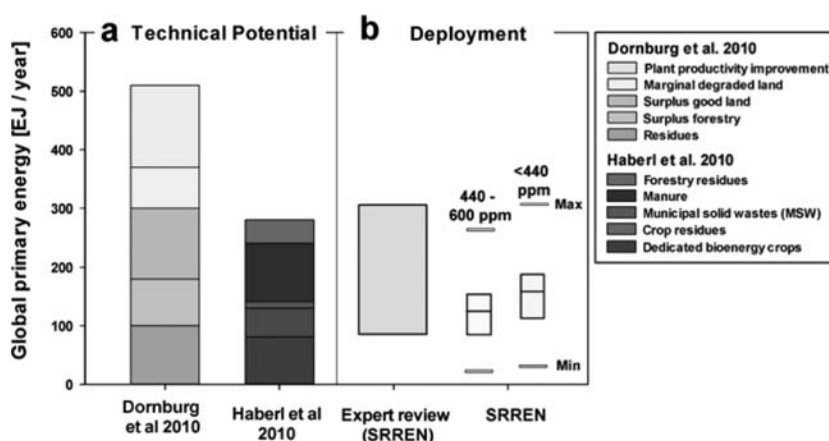 a Technical Potential
b Deployment
Global primary energy [EJ / year]
600
500
400
300
200
100
0
440 -
600 ppm
<440
ppm
Max
Min
Dornburg
et al 2010
Haberl et al
2010
Expert review
(SRREN)
SRREN
Dornburg et al. 2010
Plant productivity improvement
Marginal degraded land
Surplus good land
Surplus forestry
Residues
Haberl et al. 2010
Forestry residues
Manure
Municipal solid wastes (MSW)
Crop residues
Dedicated bioenergy crops